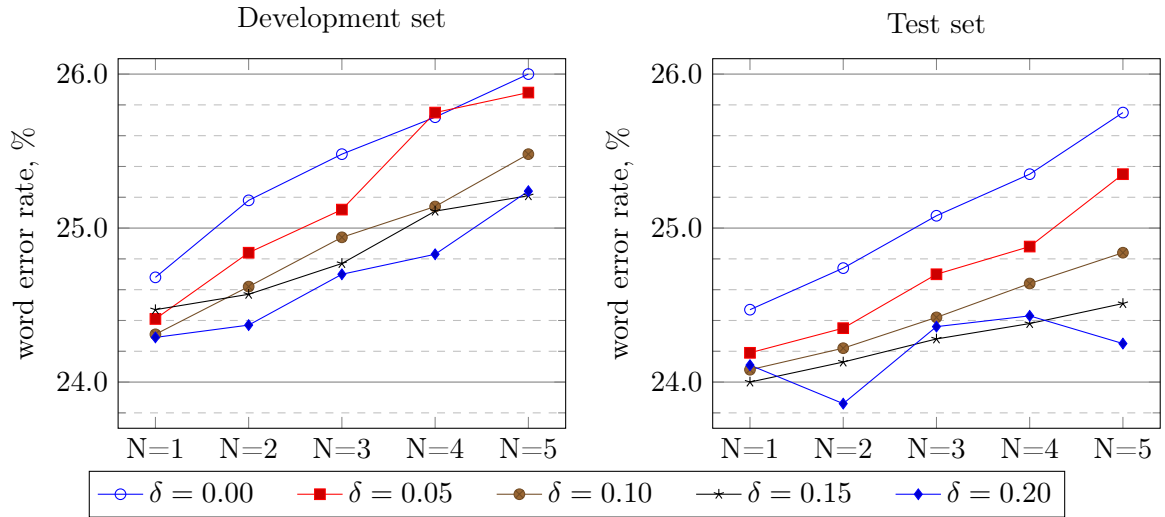 Development set
word error rate, %
26.0
25.0
24.0
N=1 N=2 N=3 N=4 N=5
Test set
word error rate, %
26.0
25.0
24.0
N=1 N=2 N=3 N=4 N=5
δ = 0.00 δ = 0.05 δ = 0.10 δ = 0.15 δ = 0.20